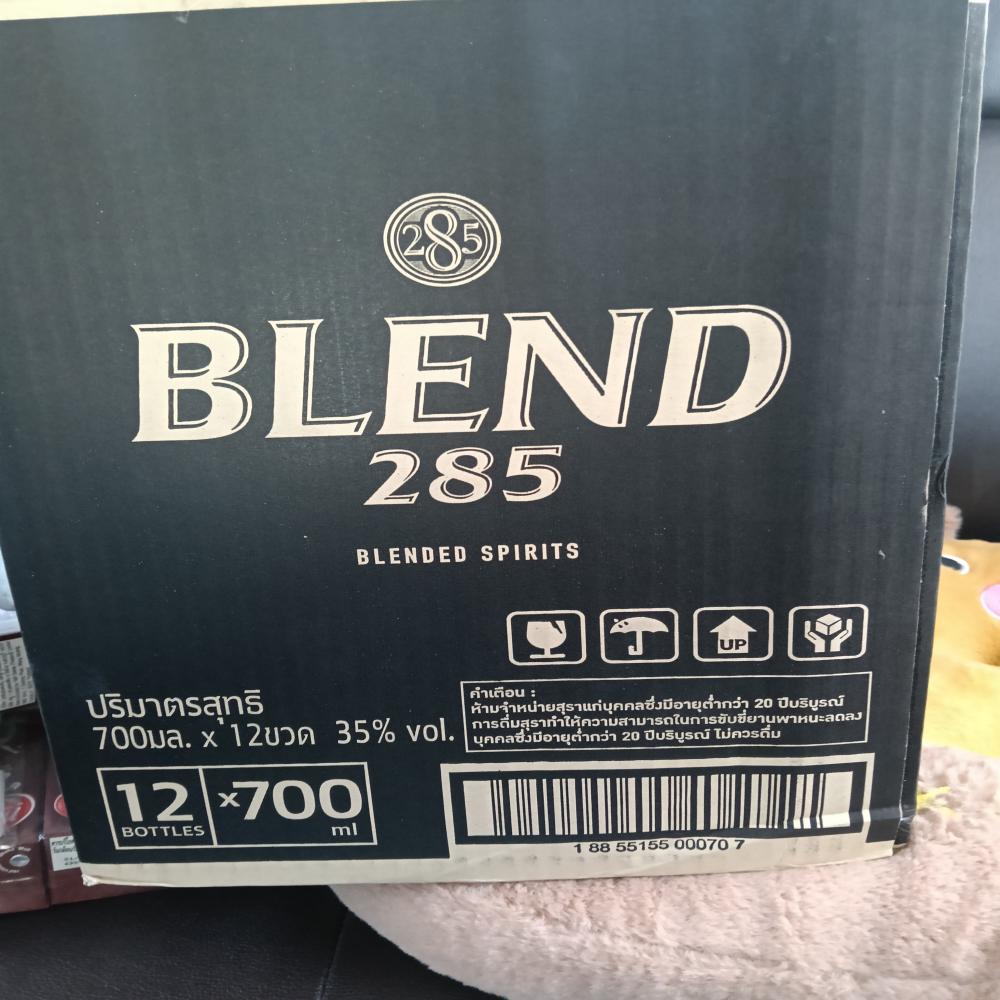 285
BLEND
285
BLENDED SPIRITS
UP
ปริมาตรสุทธิ
700มล. x 12ขวด 35% vol.
คำเตือน :
ห้ามจำหน่ายสุราแก่บุคคลซึ่งมีอายุต่ำกว่า 20 ปีบริบูรณ์
การดื่มสุราทำให้ความสามารถในการขับขี่ยานพาหนะลดลง
บุคคลซึ่งมีอายุต่ำกว่า 20 ปีบริบูรณ์ ไม่ควรดื่ม
12 x700
BOTTLES ml
1 88 55155 00070 7